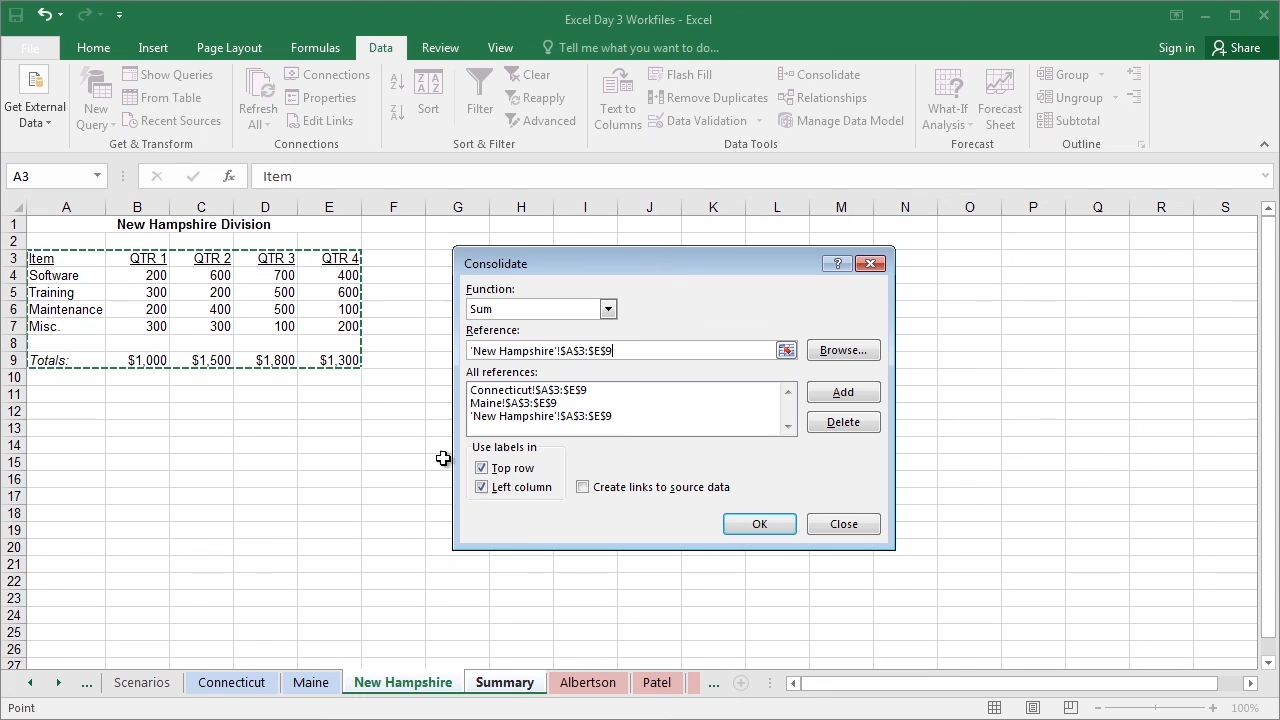 Excel Day 3 Workfiles - Excel
File Home Insert Page Layout Formulas Data Review View Tell me what you want to do... Sign in Share
Get External Data
New Query
Show Queries
From Table
Recent Sources
Get & Transform
Refresh All
Connections
Properties
Edit Links
Connections
Sort
Filter
Clear
Reapply
Advanced
Sort & Filter
Text to Columns
Flash Fill
Remove Duplicates
Data Validation
Consolidate
Relationships
Manage Data Model
Data Tools
What-If Analysis
Forecast Sheet
Forecast
Group
Ungroup
Subtotal
Outline
A3 fx Item
A B C D E F G H I J K L M N O P Q R S
1 New Hampshire Division
2
3 Item QTR 1 QTR 2 QTR 3 QTR 4
4 Software 200 600 700 400
5 Training 300 200 500 600
6 Maintenance 200 400 500 100
7 Misc. 300 300 100 200
8
9 Totals: $1,000 $1,500 $1,800 $1,300
10
11
12
13
14
15
16
17
18
19
20
21
22
23
24
25
26
27
Consolidate ?
Function:
Sum
Reference:
'New Hampshire'!$A$3:$E$9 Browse...
All references:
Connecticut!$A$3:$E$9
Maine!$A$3:$E$9
'New Hampshire'!$A$3:$E$9
Add
Delete
Use labels in
Top row
Left column Create links to source data
OK Close
... Scenarios Connecticut Maine New Hampshire Summary Albertson Patel ...
Point 100%